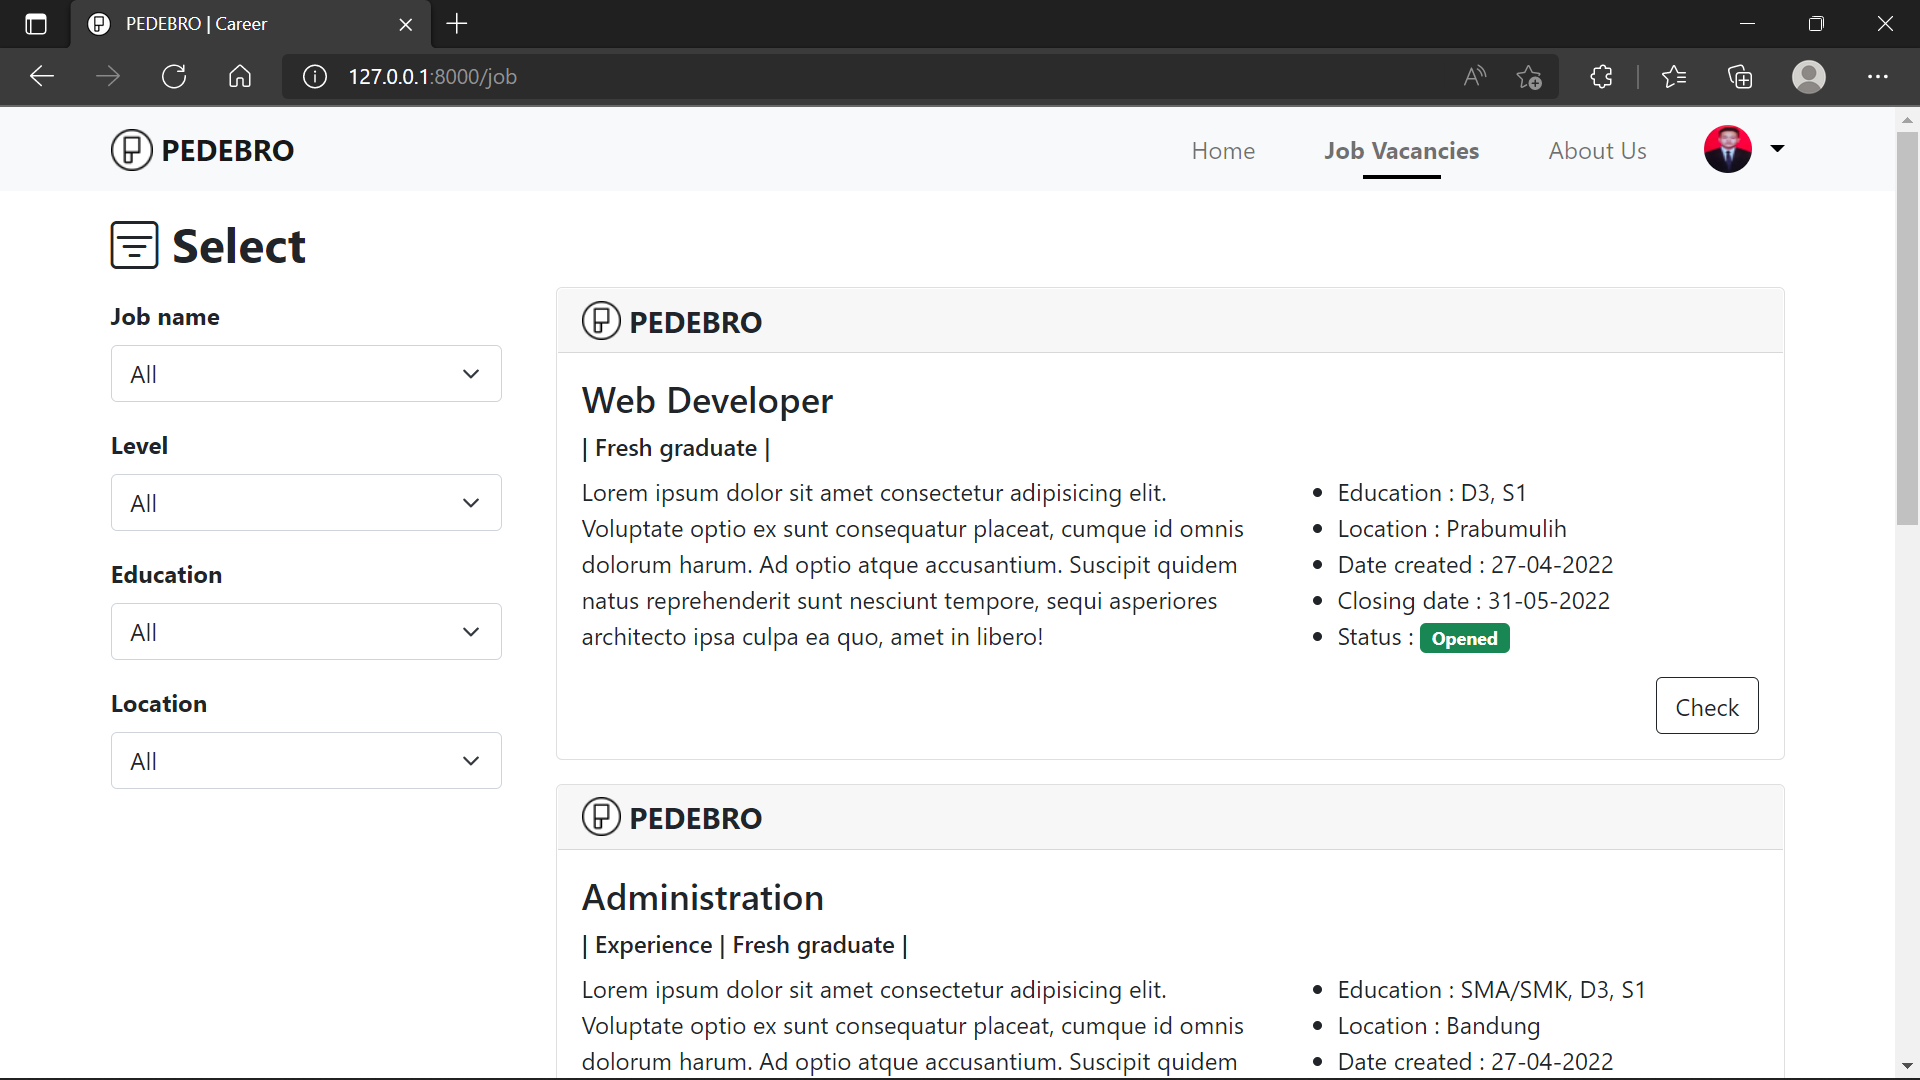 PEDEBRO | Career
127.0.0.1:8000/job
PEDEBRO
Home
Job Vacancies
About Us
Select
Job name
All
Level
All
Education
All
Location
All
PEDEBRO
Web Developer
| Fresh graduate |
Lorem ipsum dolor sit amet consectetur adipisicing elit.
Voluptate optio ex sunt consequatur placeat, cumque id omnis
dolorum harum. Ad optio atque accusantium. Suscipit quidem
natus reprehenderit sunt nesciunt tempore, sequi asperiores
architecto ipsa culpa ea quo, amet in libero!
Education : D3, S1
Location : Prabumulih
Date created : 27-04-2022
Closing date : 31-05-2022
Status : Opened
Check
PEDEBRO
Administration
| Experience | Fresh graduate |
Lorem ipsum dolor sit amet consectetur adipisicing elit.
Voluptate optio ex sunt consequatur placeat, cumque id omnis
dolorum harum. Ad optio atque accusantium. Suscipit quidem
Education : SMA/SMK, D3, S1
Location : Bandung
Date created : 27-04-2022